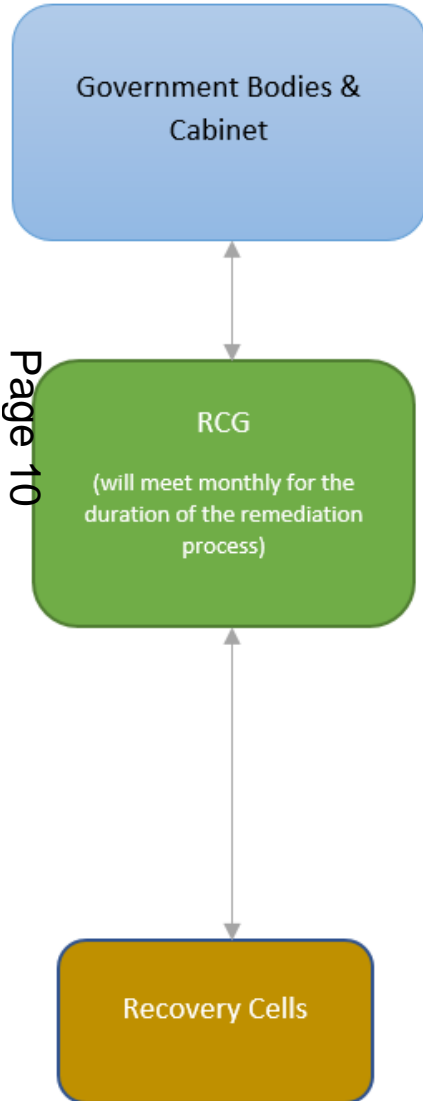 Government Bodies &
Cabinet
Page 10
RCG
(will meet monthly for the
duration of the remediation
process)
Recovery Cells